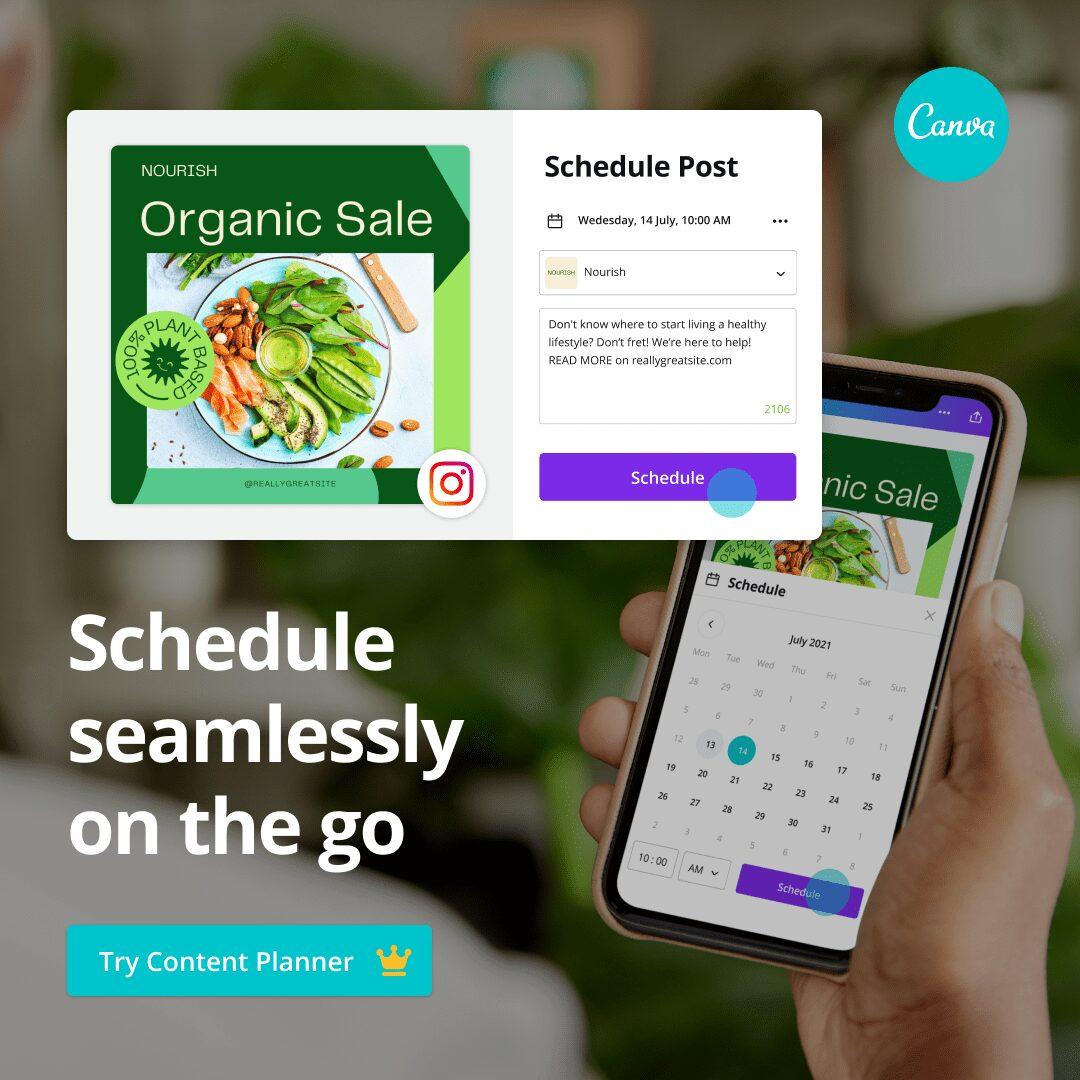 Canva
NOURISH
Organic Sale
100% PLANT BASED
@REALLYGREATSITE
Schedule Post
Wedesday, 14 July, 10:00 AM
NOURISH Nourish
Don't know where to start living a healthy
lifestyle? Don’t fret! We’re here to help!
READ MORE on reallygreatsite.com
2106
Schedule
Schedule
seamlessly
on the go
Try Content Planner
nic Sale
0% PLANT BA
Schedule
July 2021
Mon Tue Wed Thu Fri Sat Sun
28 29 30 1 2 3 4
5 6 7 8 9 10 11
12 13 14 15 16 17 18
19 20 21 22 23 24 25
26 27 28 29 30 31 1
2 3 4 5 6 7 8
10 : 00 AM
Schedule